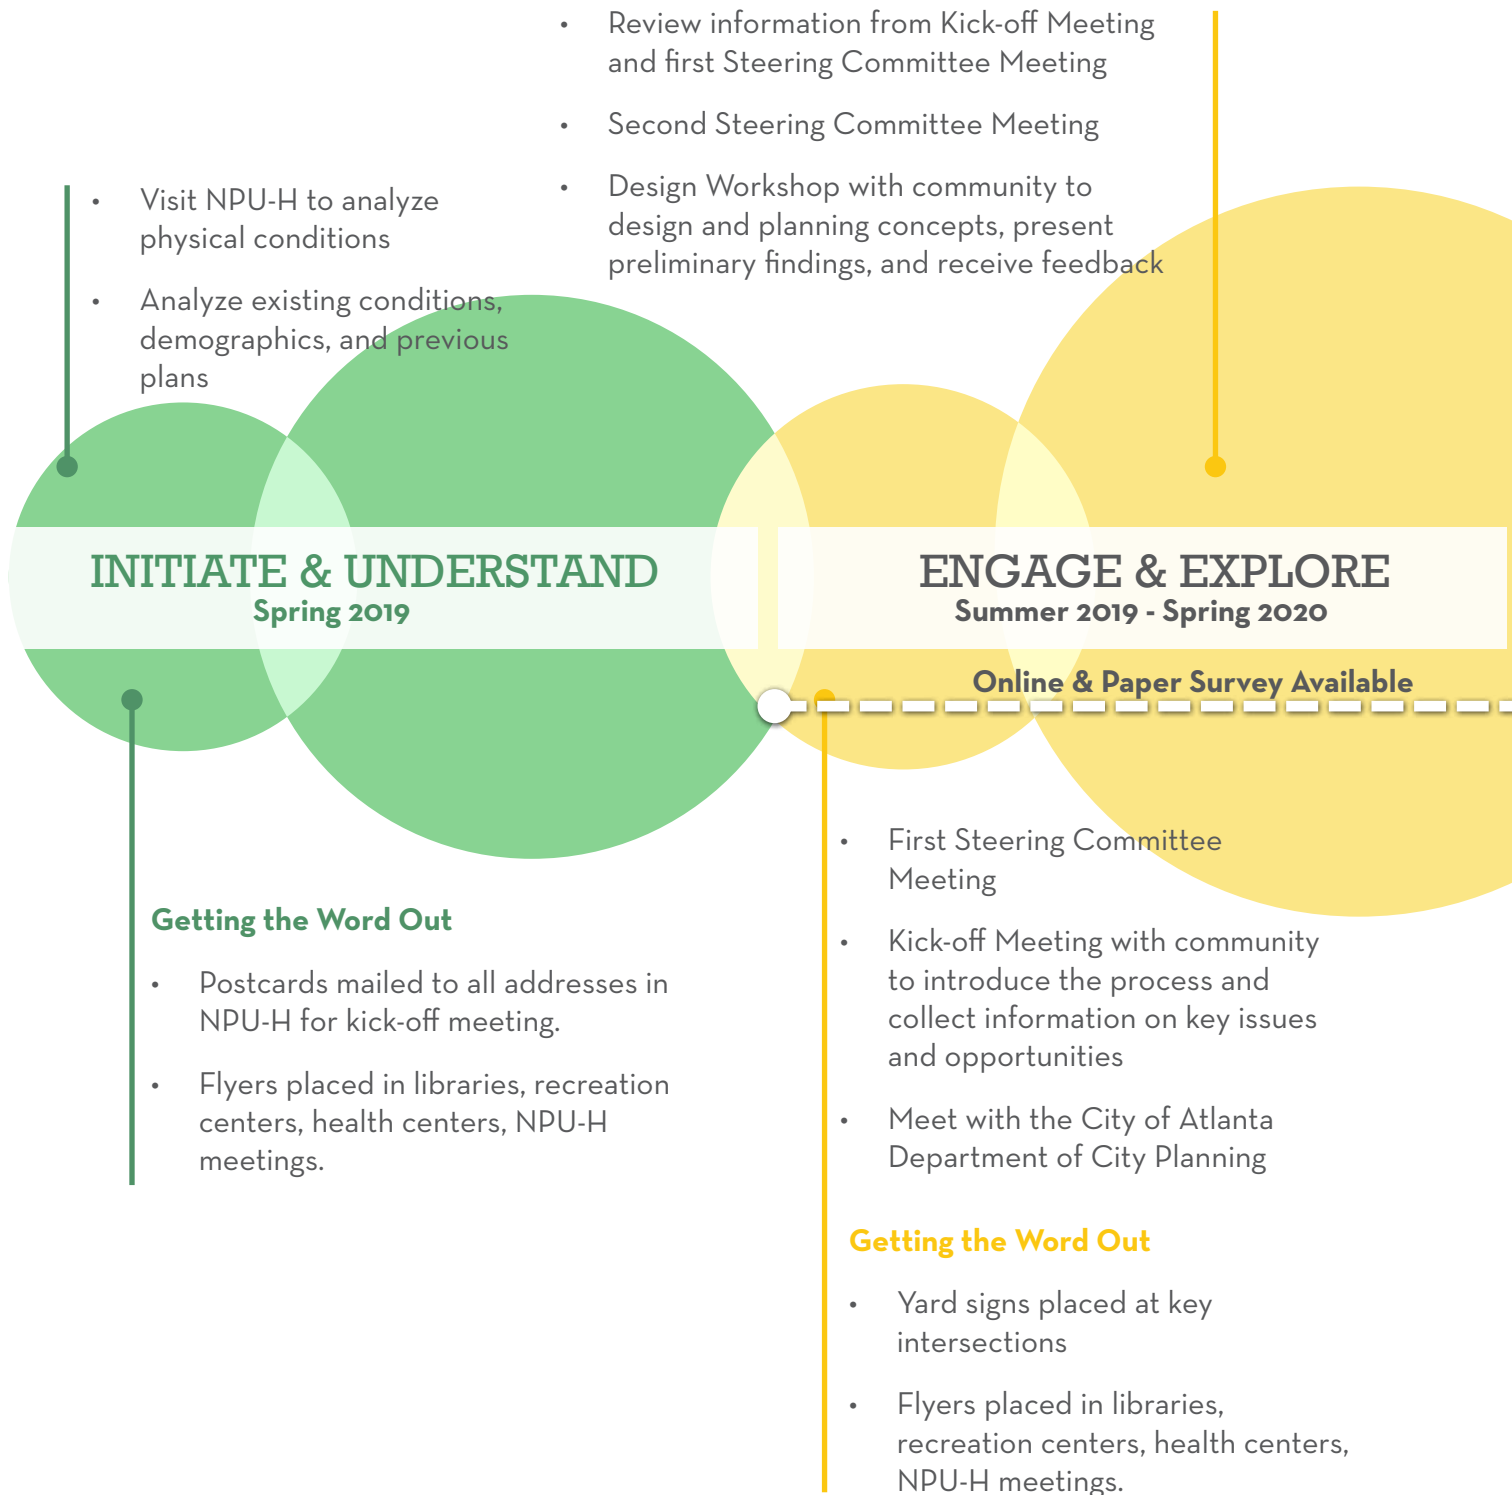 • Review information from Kick-off Meeting
and first Steering Committee Meeting
• Second Steering Committee Meeting
• Design Workshop with community to
design and planning concepts, present
preliminary findings, and receive feedback
• Visit NPU-H to analyze
physical conditions
• Analyze existing conditions,
demographics, and previous
plans
INITIATE & UNDERSTAND
Spring 2019
ENGAGE & EXPLORE
Summer 2019 - Spring 2020
Online & Paper Survey Available
Getting the Word Out
• Postcards mailed to all addresses in
NPU-H for kick-off meeting.
• Flyers placed in libraries, recreation
centers, health centers, NPU-H
meetings.
• First Steering Committee
Meeting
• Kick-off Meeting with community
to introduce the process and
collect information on key issues
and opportunities
• Meet with the City of Atlanta
Department of City Planning
Getting the Word Out
• Yard signs placed at key
intersections
• Flyers placed in libraries,
recreation centers, health centers,
NPU-H meetings.